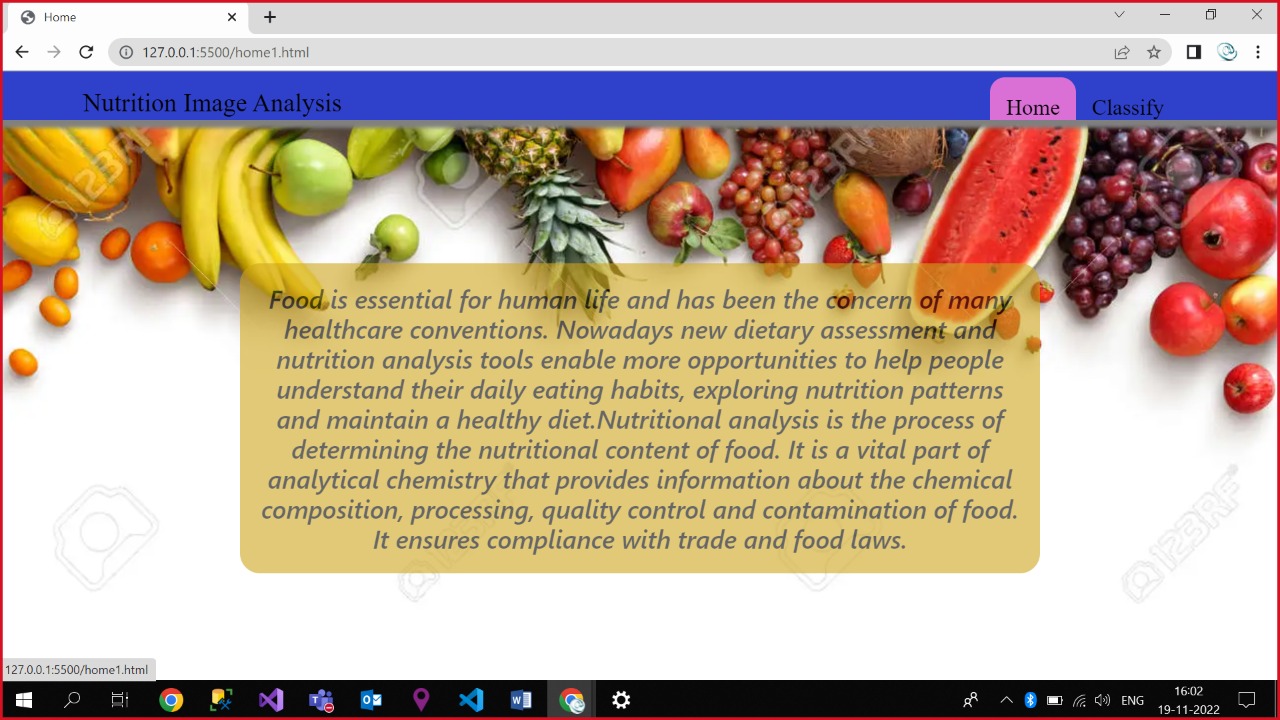 Home
127.0.0.1:5500/home1.html
Nutrition Image Analysis
Home Classify
Food is essential for human life and has been the concern of many
healthcare conventions. Nowadays new dietary assessment and
nutrition analysis tools enable more opportunities to help people
understand their daily eating habits, exploring nutrition patterns
and maintain a healthy diet.Nutritional analysis is the process of
determining the nutritional content of food. It is a vital part of
analytical chemistry that provides information about the chemical
composition, processing, quality control and contamination of food.
It ensures compliance with trade and food laws.
123RF
123RF
123RF
127.0.0.1:5500/home1.html
ENG
16:02
19-11-2022